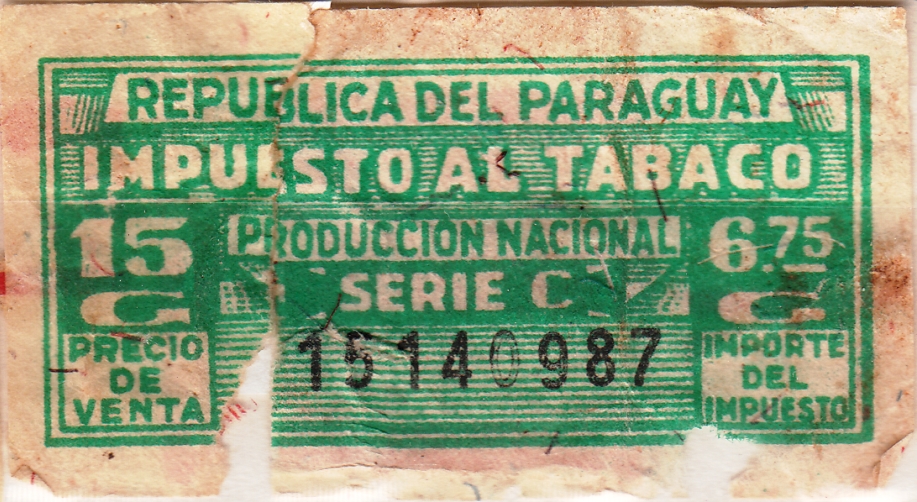 REPUBLICA DEL PARAGUAY
IMPUESTO AL TABACO
15
G
PRECIO
DE
VENTA
PRODUCCION NACIONAL
SERIE C
15140987
6.75
G
IMPORTE
DEL
IMPUESTO